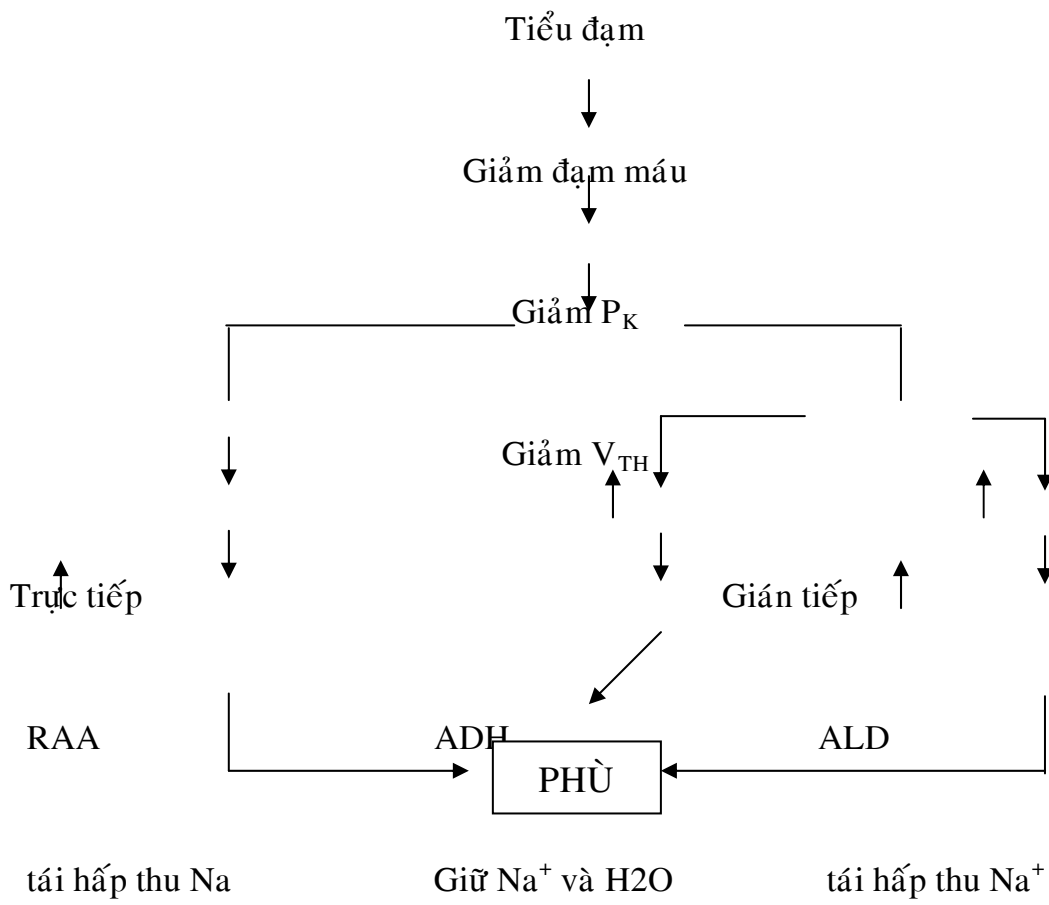 Tiểu đạm
Giảm đạm máu
Giảm P_K
Giảm V_TH
Trực tiếp Gián tiếp
RAA ADH ALD
PHÙ
tái hấp thu Na Giữ Na⁺ và H2O tái hấp thu Na⁺